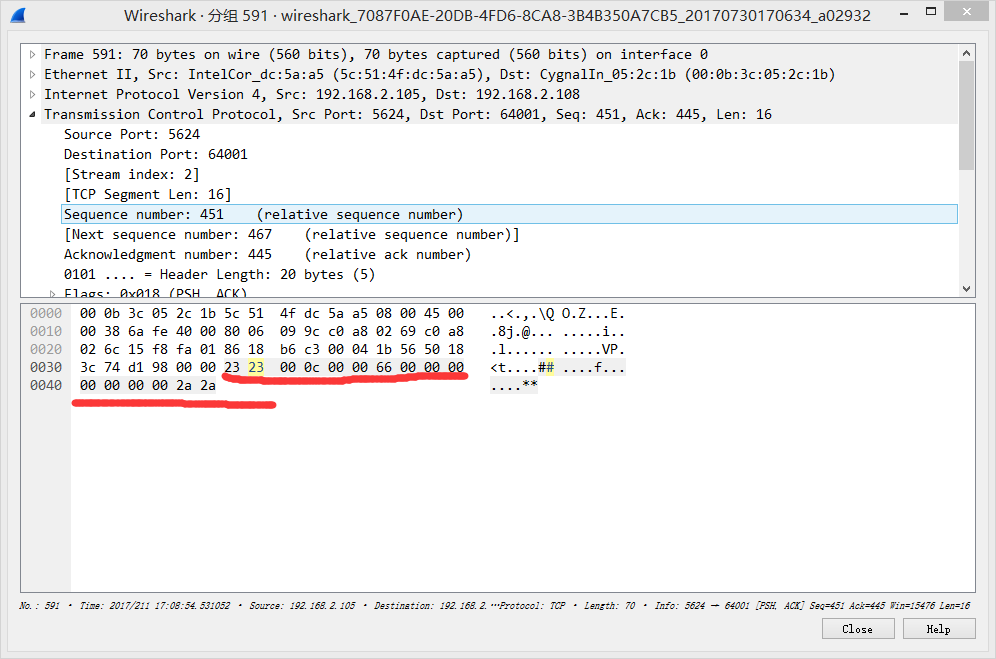 Wireshark · 分组 591 · wireshark_7087F0AE-20DB-4FD6-8CA8-3B4B350A7CB5_20170730170634_a02932
Frame 591: 70 bytes on wire (560 bits), 70 bytes captured (560 bits) on interface 0
Ethernet II, Src: IntelCor_dc:5a:a5 (5c:51:4f:dc:5a:a5), Dst: CygnalIn_05:2c:1b (00:0b:3c:05:2c:1b)
Internet Protocol Version 4, Src: 192.168.2.105, Dst: 192.168.2.108
Transmission Control Protocol, Src Port: 5624, Dst Port: 64001, Seq: 451, Ack: 445, Len: 16
Source Port: 5624
Destination Port: 64001
[Stream index: 2]
[TCP Segment Len: 16]
Sequence number: 451    (relative sequence number)
[Next sequence number: 467    (relative sequence number)]
Acknowledgment number: 445    (relative ack number)
0101 .... = Header Length: 20 bytes (5)
Flags: 0x018 (PSH, ACK)
0000  00 0b 3c 05 2c 1b 5c 51  4f dc 5a a5 08 00 45 00   ..<.,.\Q O.Z...E.
0010  00 38 6a fe 40 00 80 06  09 9c c0 a8 02 69 c0 a8   .8j.@... .....i..
0020  02 6c 15 f8 fa 01 86 18  b6 c3 00 04 1b 56 50 18   .l...... .....VP.
0030  3c 74 d1 98 00 00 23 23  00 0c 00 00 66 00 00 00   <t....## ....f...
0040  00 00 00 00 2a 2a   ....**
No.: 591 · Time: 2017/211 17:08:54.531052 · Source: 192.168.2.105 · Destination: 192.168.2.…Protocol: TCP · Length: 70 · Info: 5624 → 64001 [PSH, ACK] Seq=451 Ack=445 Win=15476 Len=16
Close Help